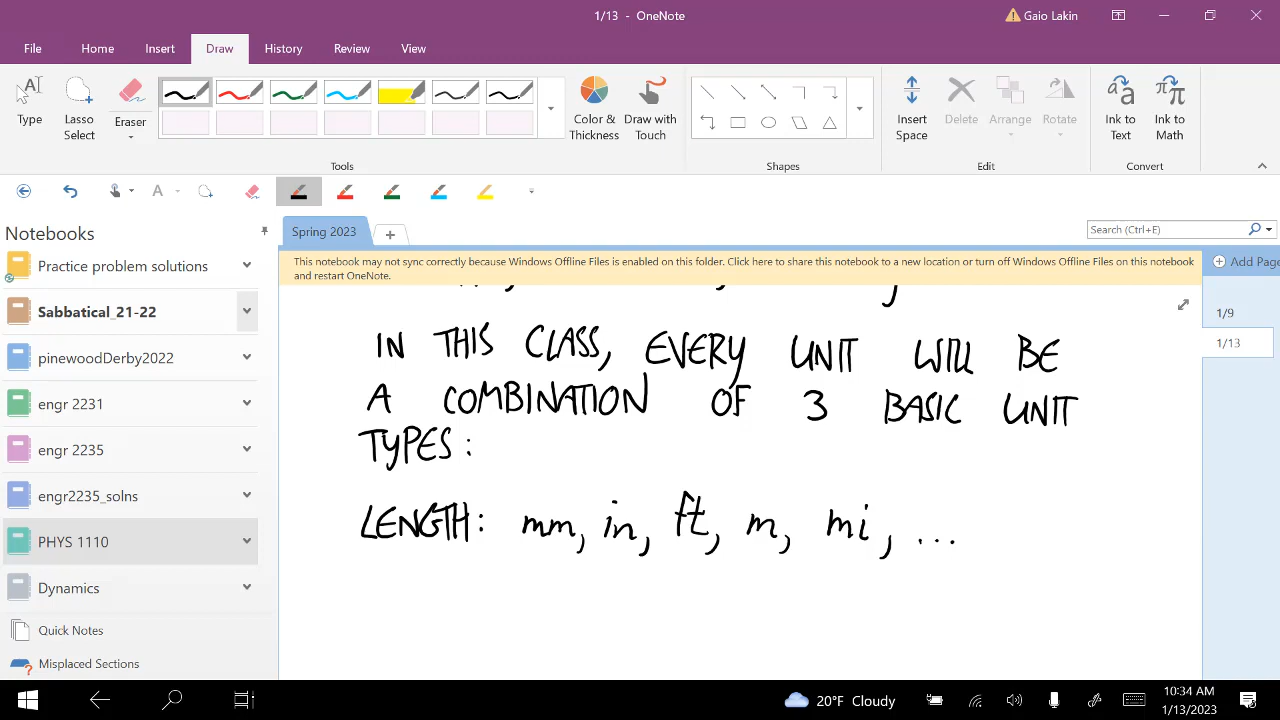 1/13 - OneNote
Gaio Lakin
File Home Insert Draw History Review View
Type
Lasso Select
Eraser
Color & Thickness
Draw with Touch
Insert Space
Delete
Arrange
Rotate
Ink to Text
Ink to Math
Tools
Shapes
Edit
Convert
Notebooks
Spring 2023
Search (Ctrl+E)
This notebook may not sync correctly because Windows Offline Files is enabled on this folder. Click here to share this notebook to a new location or turn off Windows Offline Files on this notebook
and restart OneNote.
Add Page
1/9
1/13
Practice problem solutions
Sabbatical_21-22
pinewoodDerby2022
engr 2231
engr 2235
engr2235_solns
PHYS 1110
Dynamics
Quick Notes
Misplaced Sections
IN THIS CLASS, EVERY UNIT WILL BE
A COMBINATION OF 3 BASIC UNIT
TYPES:
LENGTH: mm, in, ft, m, mi, ...
20°F Cloudy
10:34 AM
1/13/2023